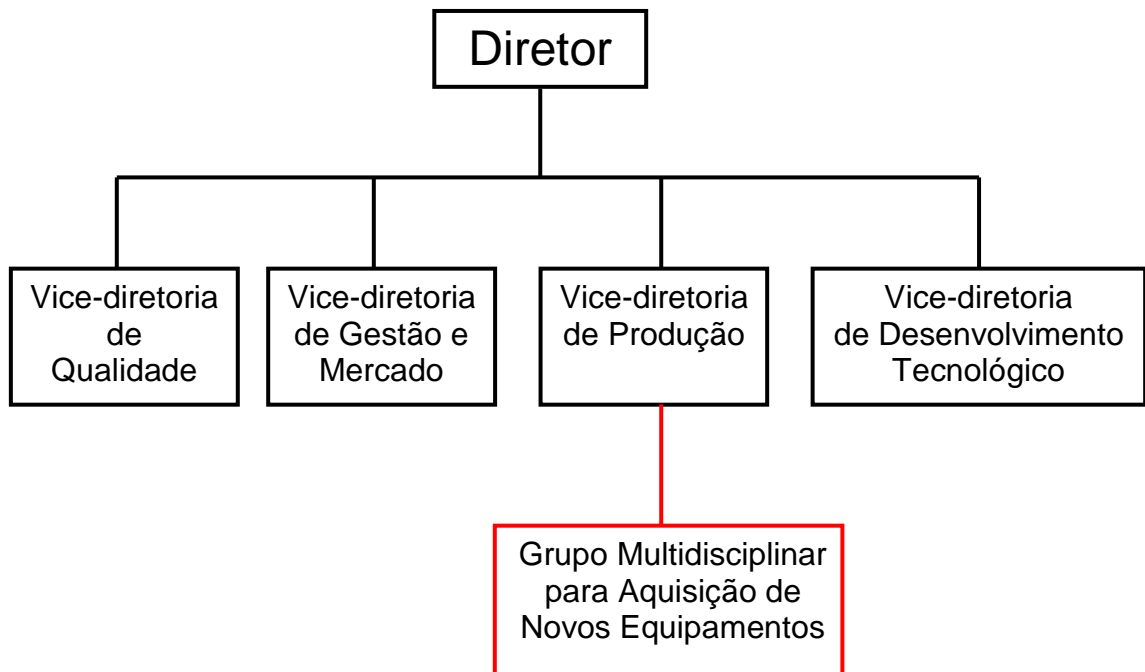 Diretor
Vice-diretoria
de
Qualidade
Vice-diretoria
de Gestão e
Mercado
Vice-diretoria
de Produção
Vice-diretoria
de Desenvolvimento
Tecnológico
Grupo Multidisciplinar
para Aquisição de
Novos Equipamentos